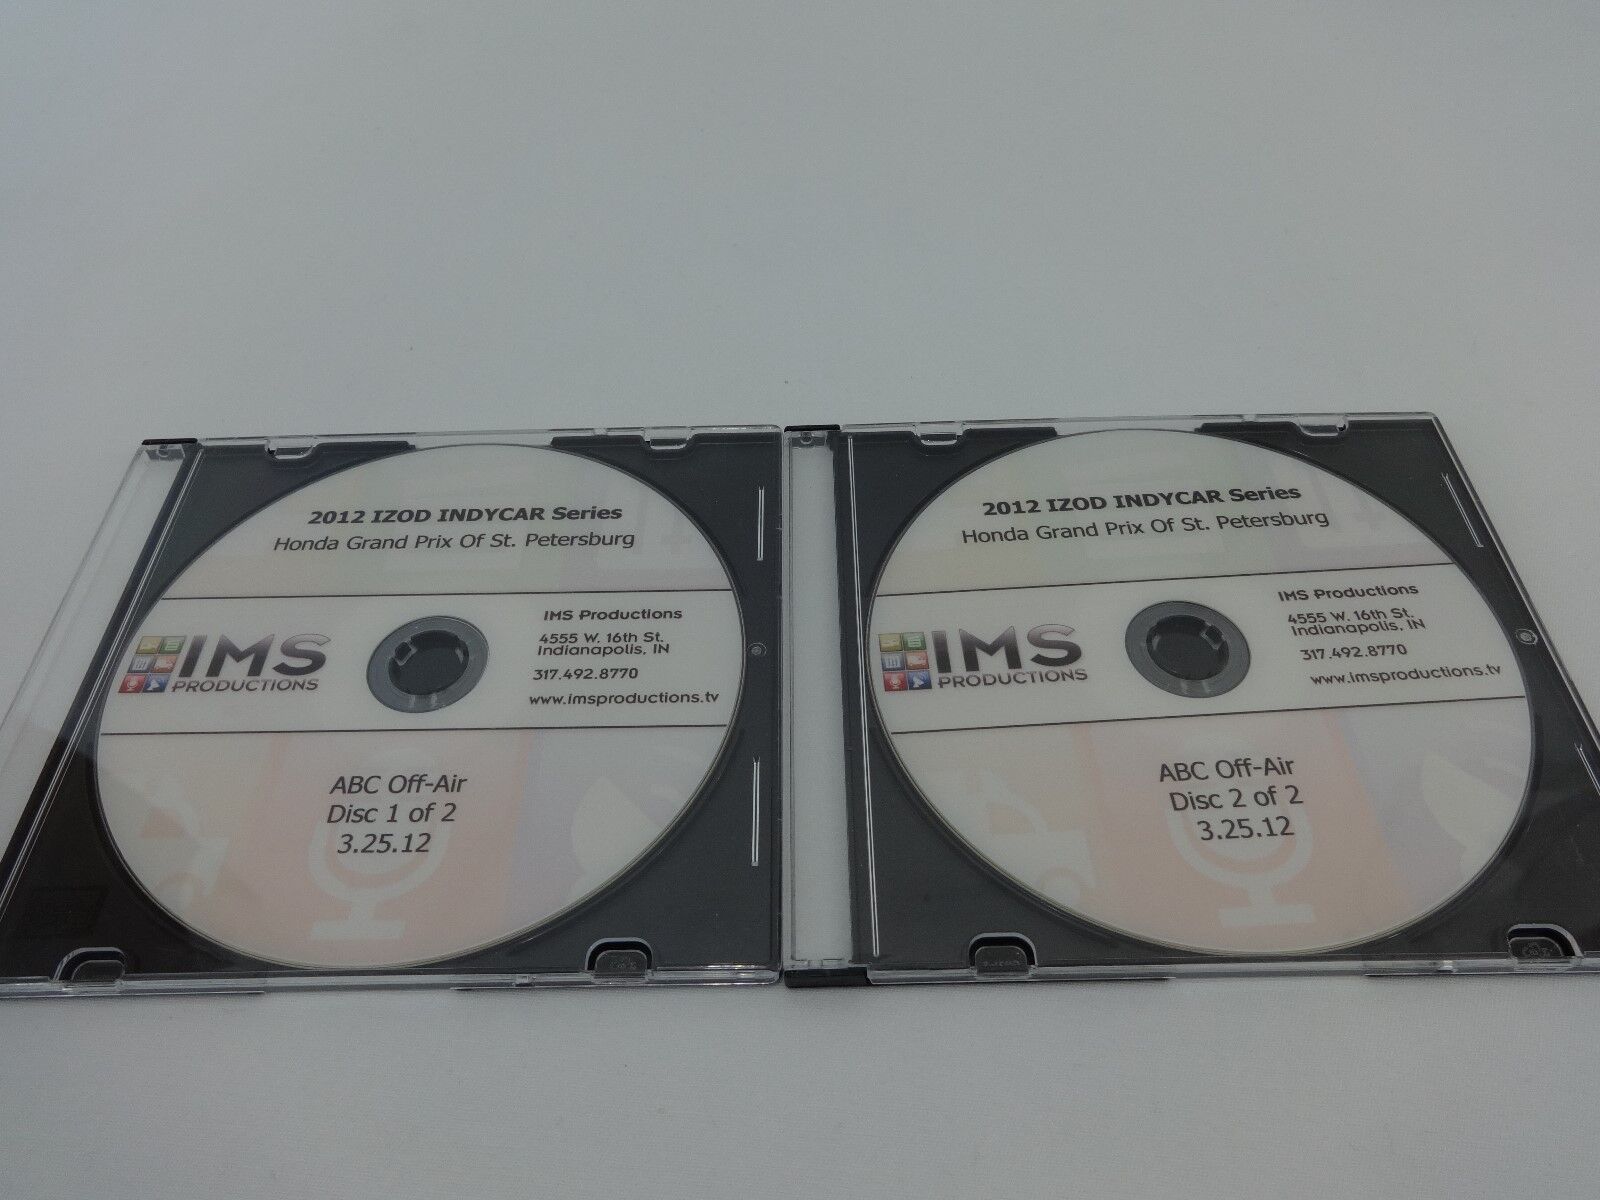 2012 IZOD INDYCAR Series
Honda Grand Prix Of St. Petersburg
IMS
PRODUCTIONS
IMS Productions
4555 W. 16th St.
Indianapolis, IN
317.492.8770
www.imsproductions.tv
ABC Off-Air
Disc 1 of 2
3.25.12
2012 IZOD INDYCAR Series
Honda Grand Prix Of St. Petersburg
IMS
PRODUCTIONS
IMS Productions
4555 W. 16th St.
Indianapolis, IN
317.492.8770
www.imsproductions.tv
ABC Off-Air
Disc 2 of 2
3.25.12